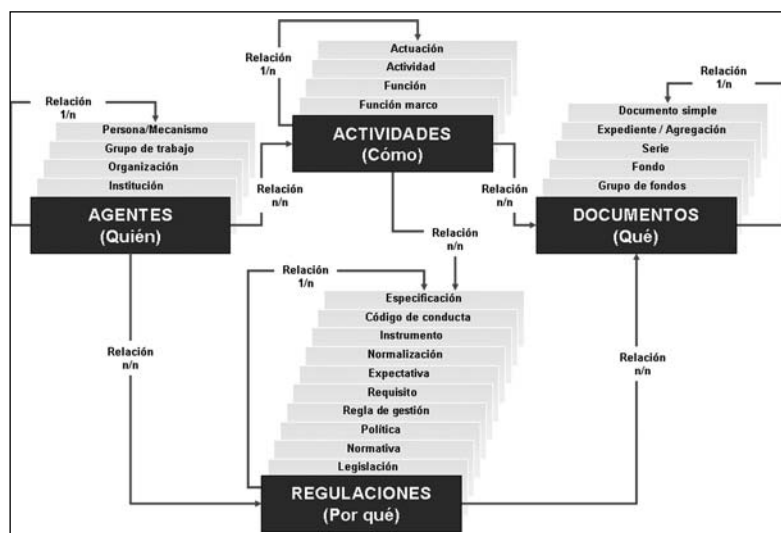 Relación
1/n
Actuación
Actividad
Función
Función marco
ACTIVIDADES
(Cómo)
Relación
1/n
Persona/Mecanismo
Grupo de trabajo
Organización
Institución
AGENTES
(Quién)
Relación
n/n
Relación
n/n
Relación
1/n
Documento simple
Expediente / Agregación
Serie
Fondo
Grupo de fondos
DOCUMENTOS
(Qué)
Relación
n/n
Relación
1/n
Especificación
Código de conducta
Instrumento
Normalización
Expectativa
Requisito
Regla de gestión
Política
Normativa
Legislación
REGULACIONES
(Por qué)
Relación
n/n
Relación
n/n